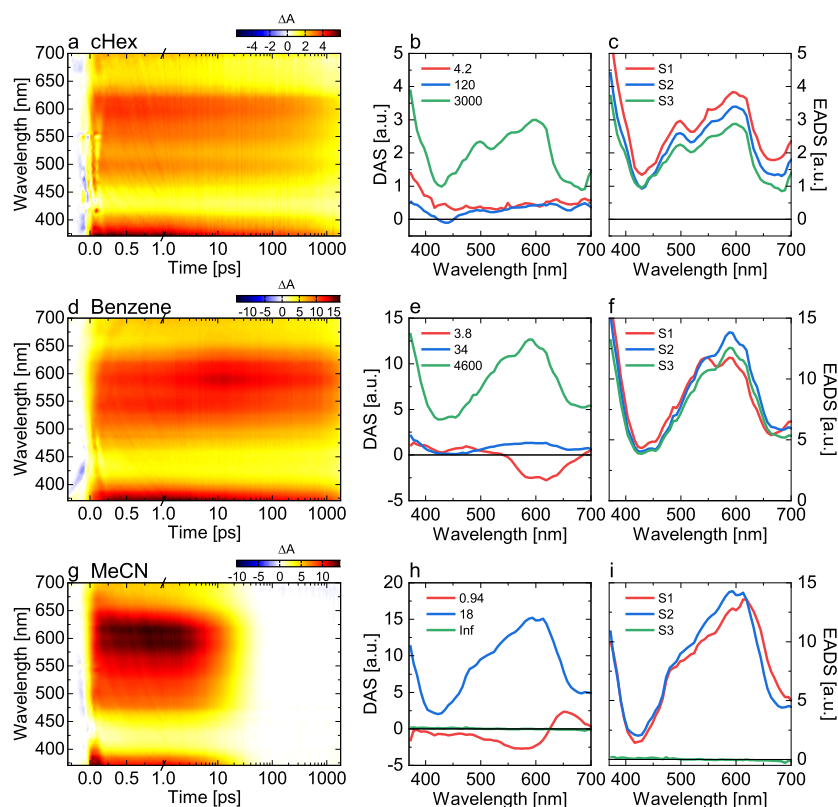 a cHex
ΔA
-4 -2 0 2 4
Wavelength [nm]
700
650
600
550
500
450
400
0.0 0.5 1.0 10 100 1000
Time [ps]
b
4.2
120
3000
DAS [a.u.]
5
4
3
2
1
0
400 500 600 700
Wavelength [nm]
c
S1
S2
S3
EADS [a.u.]
5
4
3
2
1
0
400 500 600 700
Wavelength [nm]
d Benzene
ΔA
-10 -5 0 5 10 15
Wavelength [nm]
700
650
600
550
500
450
400
0.0 0.5 1.0 10 100 1000
Time [ps]
e
3.8
34
4600
DAS [a.u.]
15
10
5
0
-5
400 500 600 700
Wavelength [nm]
f
S1
S2
S3
EADS [a.u.]
15
10
5
0
400 500 600 700
Wavelength [nm]
g MeCN
ΔA
-10 -5 0 5 10
Wavelength [nm]
700
650
600
550
500
450
400
0.0 0.5 1.0 10 100 1000
Time [ps]
h
0.94
18
Inf
DAS [a.u.]
20
15
10
5
0
-5
400 500 600 700
Wavelength [nm]
i
S1
S2
S3
EADS [a.u.]
15
10
5
0
400 500 600 700
Wavelength [nm]